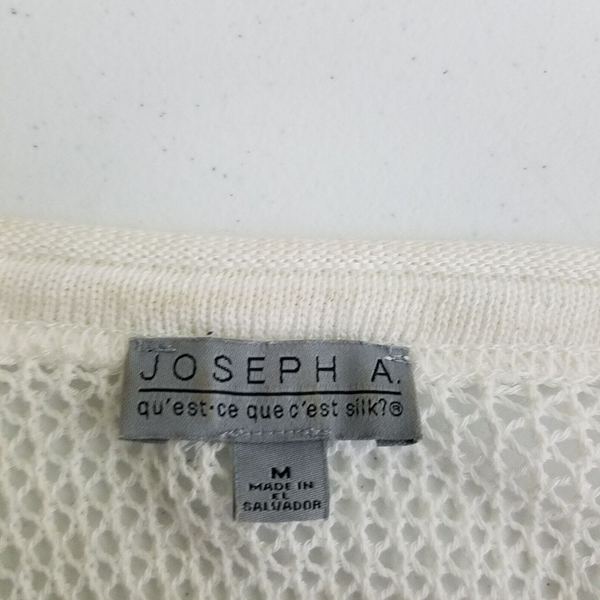 JOSEPH A.
qu'est-ce que c'est silk?®
M
MADE IN
EL
SALVADOR